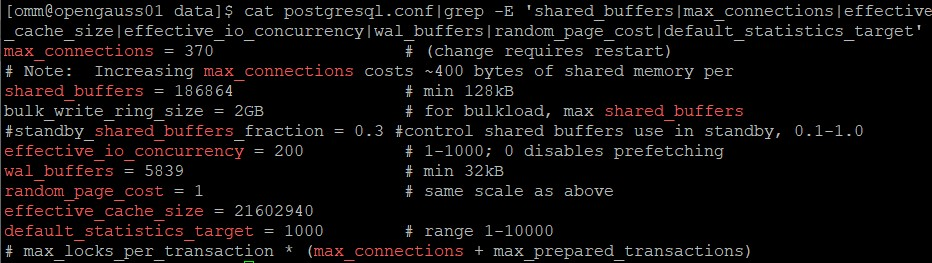 [omm@opengauss01 data]$ cat postgresql.conf|grep -E 'shared_buffers|max_connections|effective
_cache_size|effective_io_concurrency|wal_buffers|random_page_cost|default_statistics_target'
max_connections = 370                   # (change requires restart)
# Note:  Increasing max_connections costs ~400 bytes of shared memory per
shared_buffers = 186864                 # min 128kB
bulk_write_ring_size = 2GB              # for bulkload, max shared_buffers
#standby_shared_buffers_fraction = 0.3 #control shared buffers use in standby, 0.1-1.0
effective_io_concurrency = 200          # 1-1000; 0 disables prefetching
wal_buffers = 5839                      # min 32kB
random_page_cost = 1                    # same scale as above
effective_cache_size = 21602940
default_statistics_target = 1000        # range 1-10000
# max_locks_per_transaction * (max_connections + max_prepared_transactions)